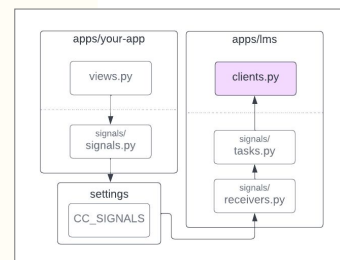 apps/your-app
views.py
signals/
signals.py
settings
CC_SIGNALS
apps/lms
clients.py
signals/
tasks.py
signals/
receivers.py